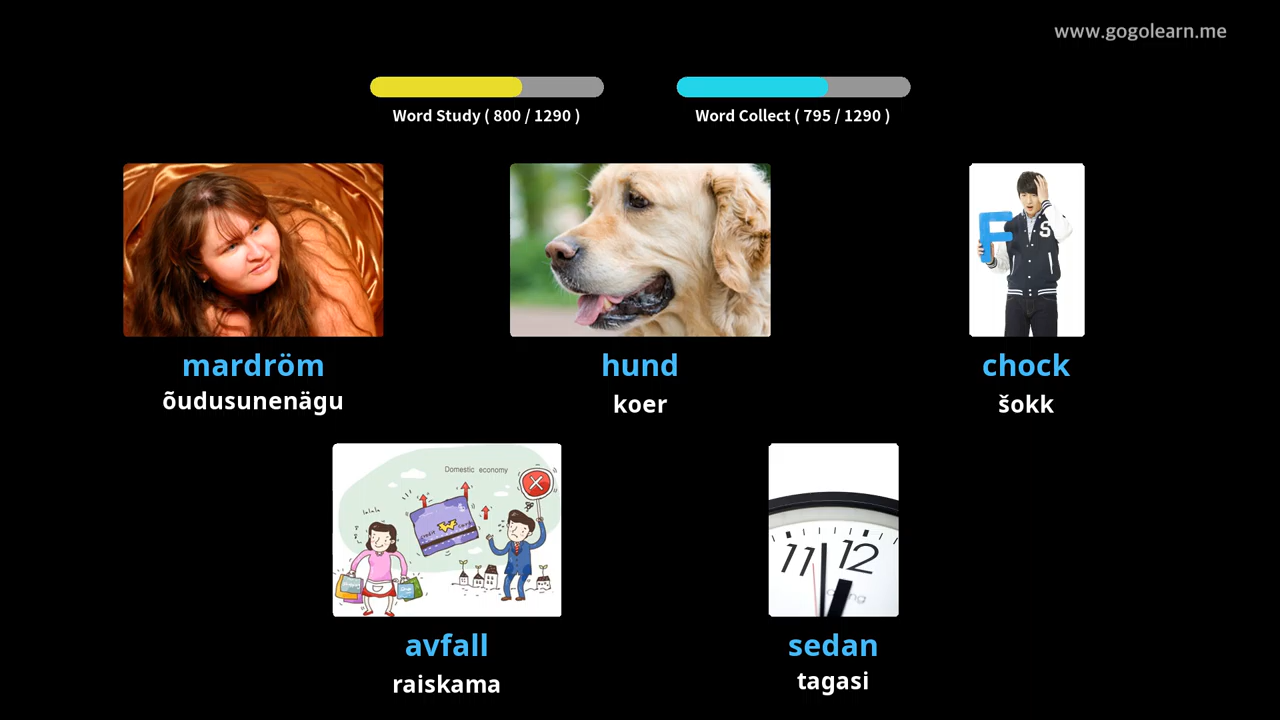 www.gogolearn.me
Word Study ( 800 / 1290 )
Word Collect ( 795 / 1290 )
F
S
mardröm
õudusunenägu
hund
koer
chock
šokk
Domestic economy
lalala
11 12
avfall
raiskama
sedan
tagasi